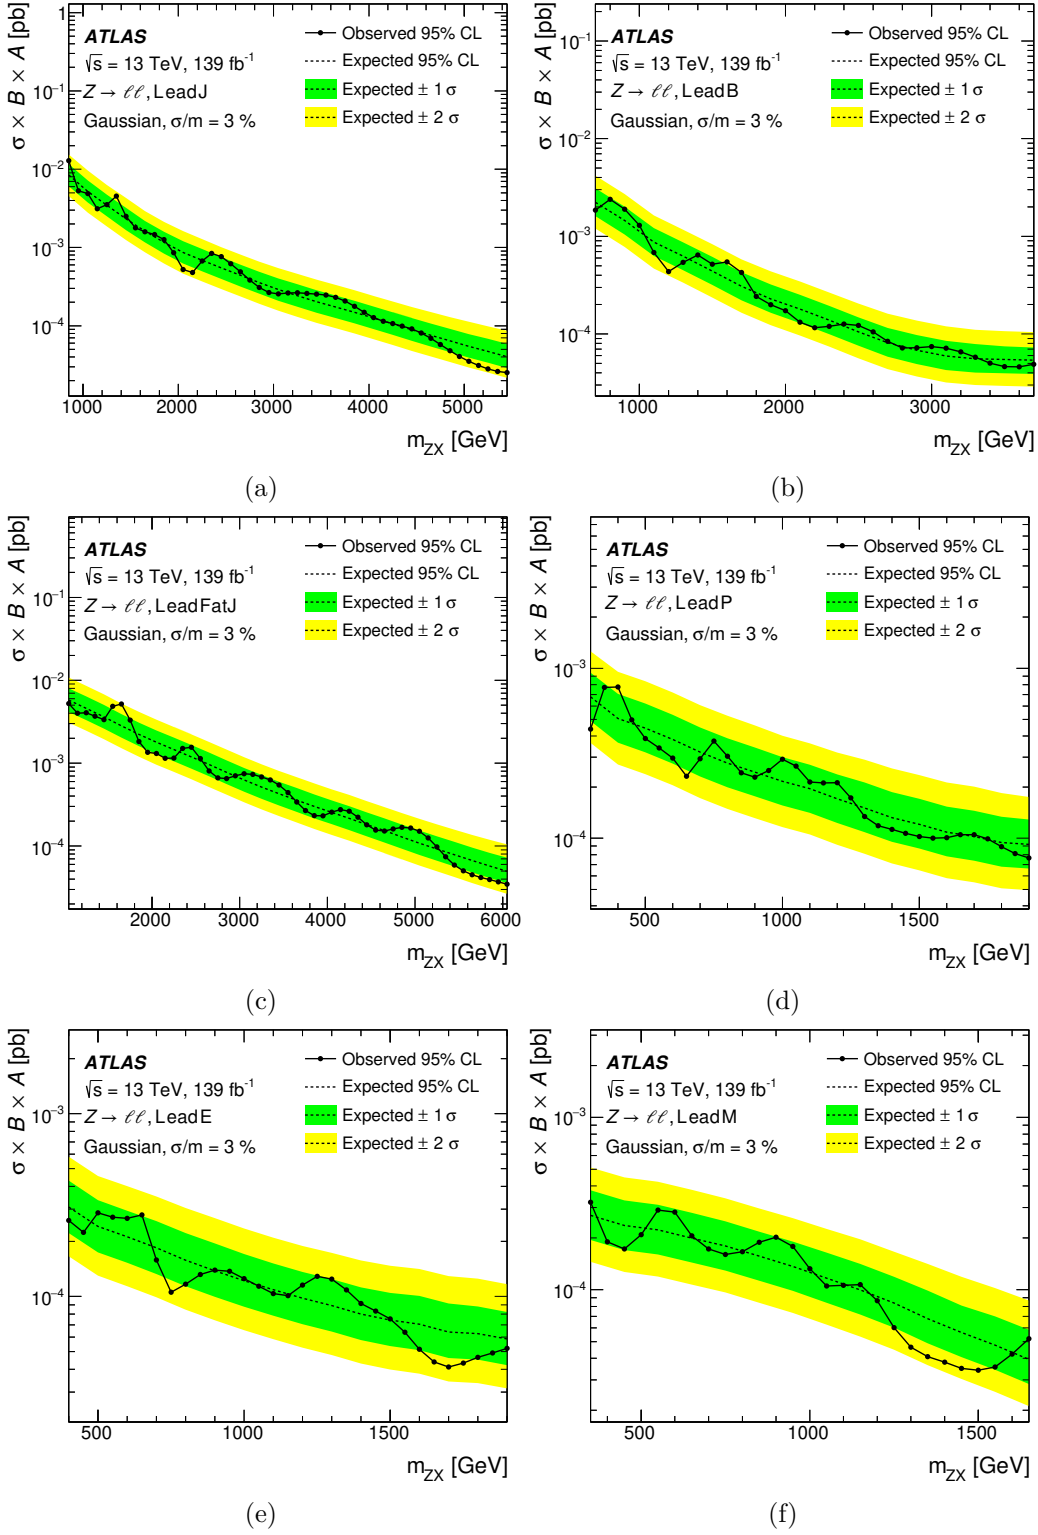 ATLAS
√s = 13 TeV, 139 fb⁻¹
Z → ℓℓ, LeadJ
Gaussian, σ/m = 3 %
Observed 95% CL
Expected 95% CL
Expected ± 1 σ
Expected ± 2 σ
σ × B × A [pb]
1
10⁻¹
10⁻²
10⁻³
10⁻⁴
1000 2000 3000 4000 5000
m_ZX [GeV]
(a)
ATLAS
√s = 13 TeV, 139 fb⁻¹
Z → ℓℓ, LeadB
Gaussian, σ/m = 3 %
Observed 95% CL
Expected 95% CL
Expected ± 1 σ
Expected ± 2 σ
σ × B × A [pb]
10⁻¹
10⁻²
10⁻³
10⁻⁴
1000 2000 3000
m_ZX [GeV]
(b)
ATLAS
√s = 13 TeV, 139 fb⁻¹
Z → ℓℓ, LeadFatJ
Gaussian, σ/m = 3 %
Observed 95% CL
Expected 95% CL
Expected ± 1 σ
Expected ± 2 σ
σ × B × A [pb]
10⁻¹
10⁻²
10⁻³
10⁻⁴
2000 3000 4000 5000 6000
m_ZX [GeV]
(c)
ATLAS
√s = 13 TeV, 139 fb⁻¹
Z → ℓℓ, LeadP
Gaussian, σ/m = 3 %
Observed 95% CL
Expected 95% CL
Expected ± 1 σ
Expected ± 2 σ
σ × B × A [pb]
10⁻³
10⁻⁴
500 1000 1500
m_ZX [GeV]
(d)
ATLAS
√s = 13 TeV, 139 fb⁻¹
Z → ℓℓ, LeadE
Gaussian, σ/m = 3 %
Observed 95% CL
Expected 95% CL
Expected ± 1 σ
Expected ± 2 σ
σ × B × A [pb]
10⁻³
10⁻⁴
500 1000 1500
m_ZX [GeV]
(e)
ATLAS
√s = 13 TeV, 139 fb⁻¹
Z → ℓℓ, LeadM
Gaussian, σ/m = 3 %
Observed 95% CL
Expected 95% CL
Expected ± 1 σ
Expected ± 2 σ
σ × B × A [pb]
10⁻³
10⁻⁴
500 1000 1500
m_ZX [GeV]
(f)